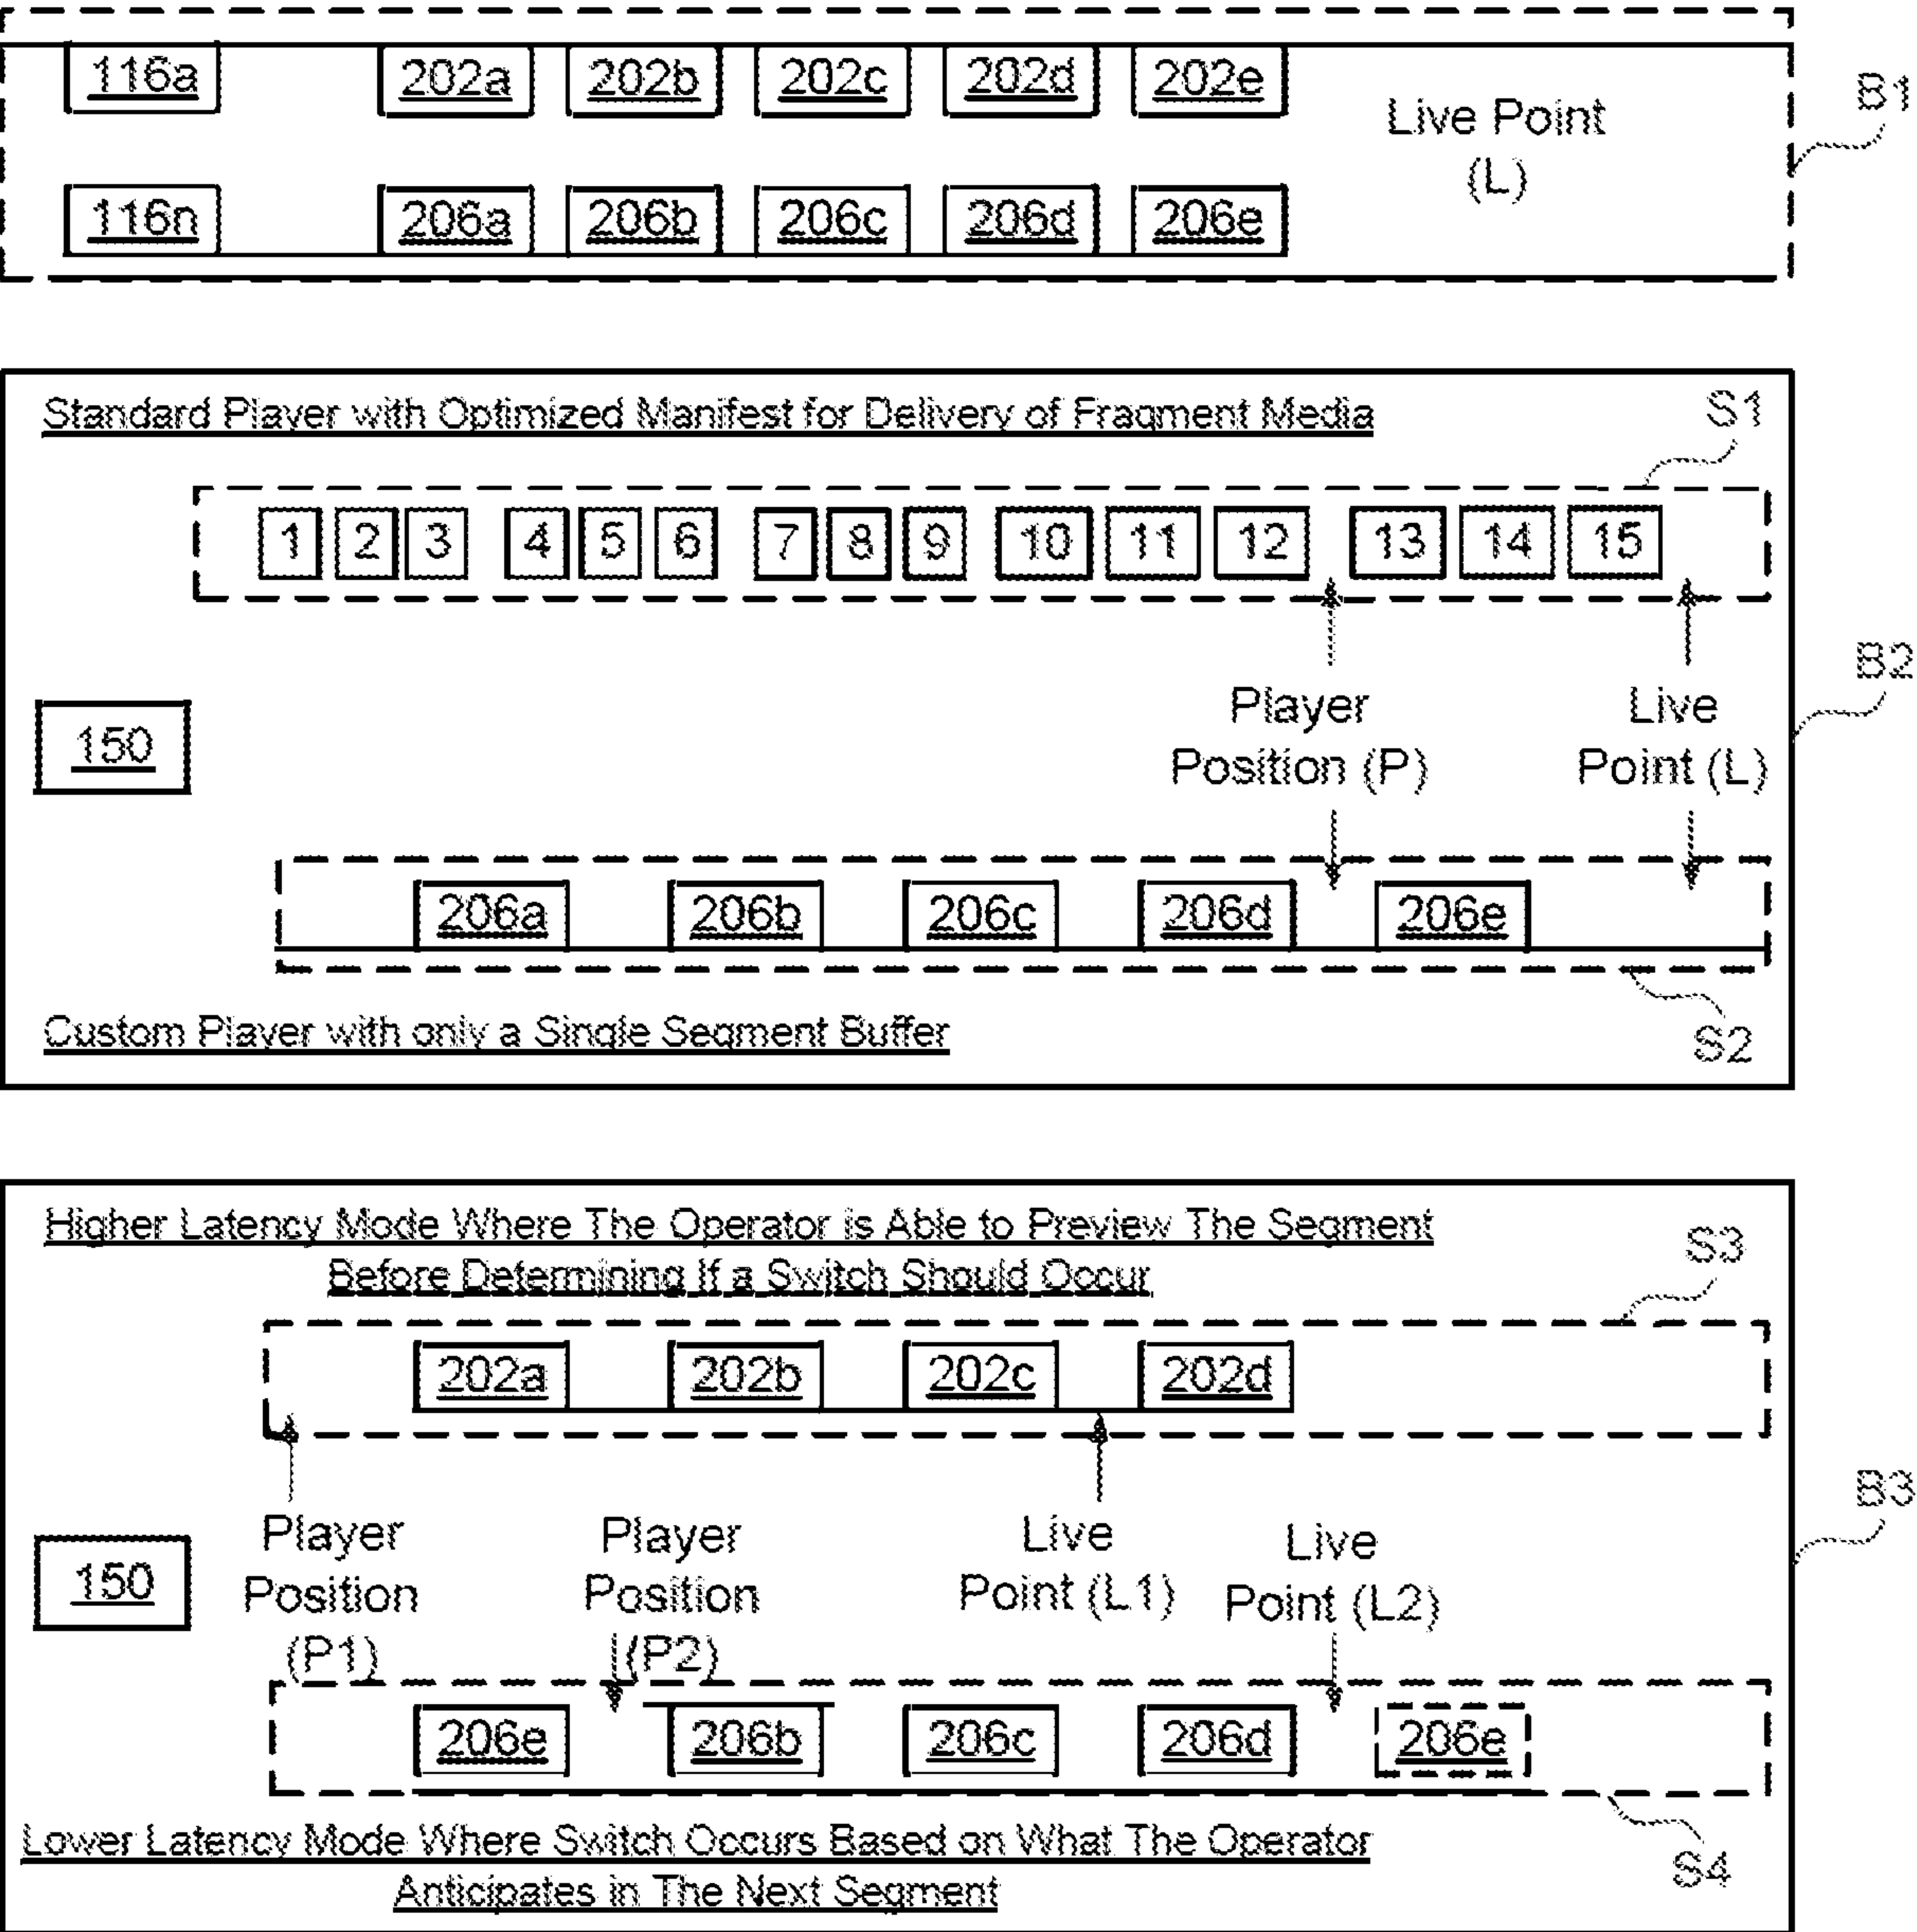 116a 202a 202b 202c 202d 202e
Live Point
(L)
B1
116n 206a 206b 206c 206d 206e
Standard Player with Optimized Manifest for Delivery of Fragment Media
S1
1 2 3 4 5 6 7 8 9 10 11 12 13 14 15
B2
150
Player
Position (P)
Live
Point (L)
206a 206b 206c 206d 206e
Custom Player with only a Single Segment Buffer
S2
Higher Latency Mode Where The Operator is Able to Preview The Segment
Before Determining If a Switch Should Occur
S3
202a 202b 202c 202d
B3
150
Player
Position
(P1)
Player
Position
(P2)
Live
Point (L1)
Live
Point (L2)
206e 206b 206c 206d 206e
Lower Latency Mode Where Switch Occurs Based on What The Operator
Anticipates in The Next Segment
S4